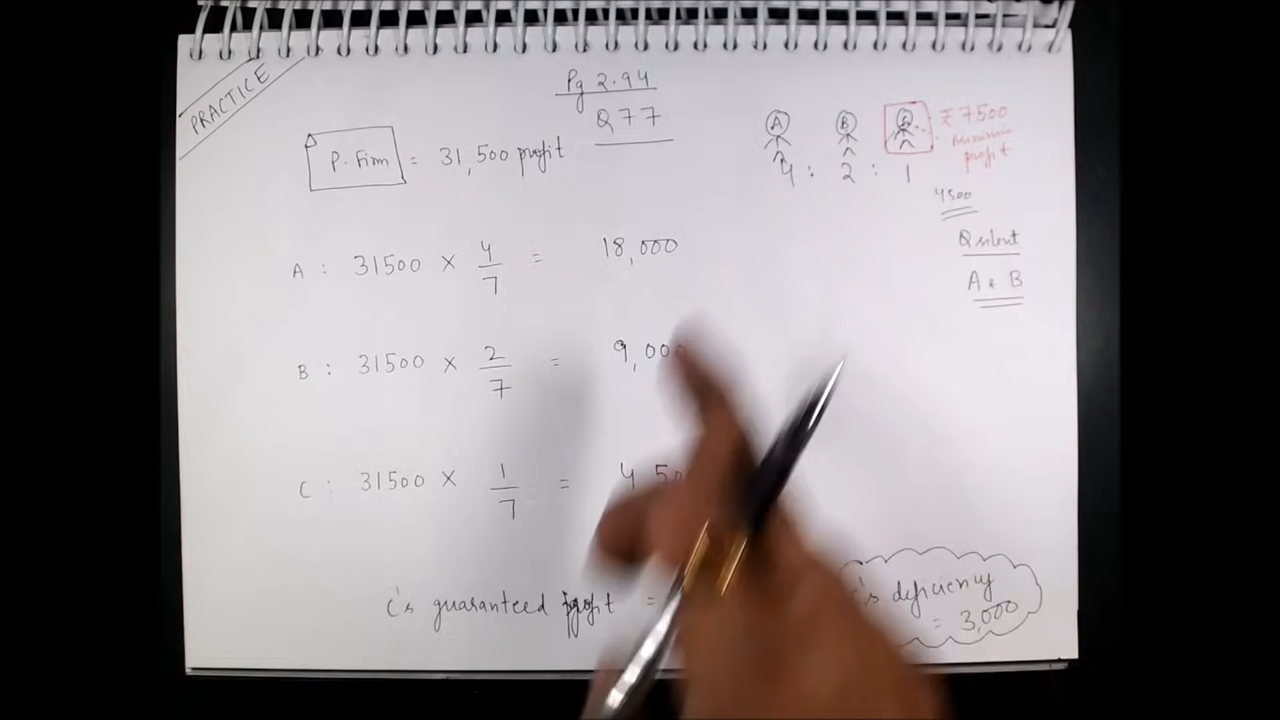 PRACTICE
Pg 2.94
Q 77
P. Firm = 31,500 profit
A B C
4 : 2 : 1
₹ 7500
minimum
profit
4500
Q silent
A & B
A : 31500 × 4/7 = 18,000
B : 31500 × 2/7 = 9,000
C : 31500 × 1/7 = 4 50
C's guaranteed profit =
's deficiency
= 3,000